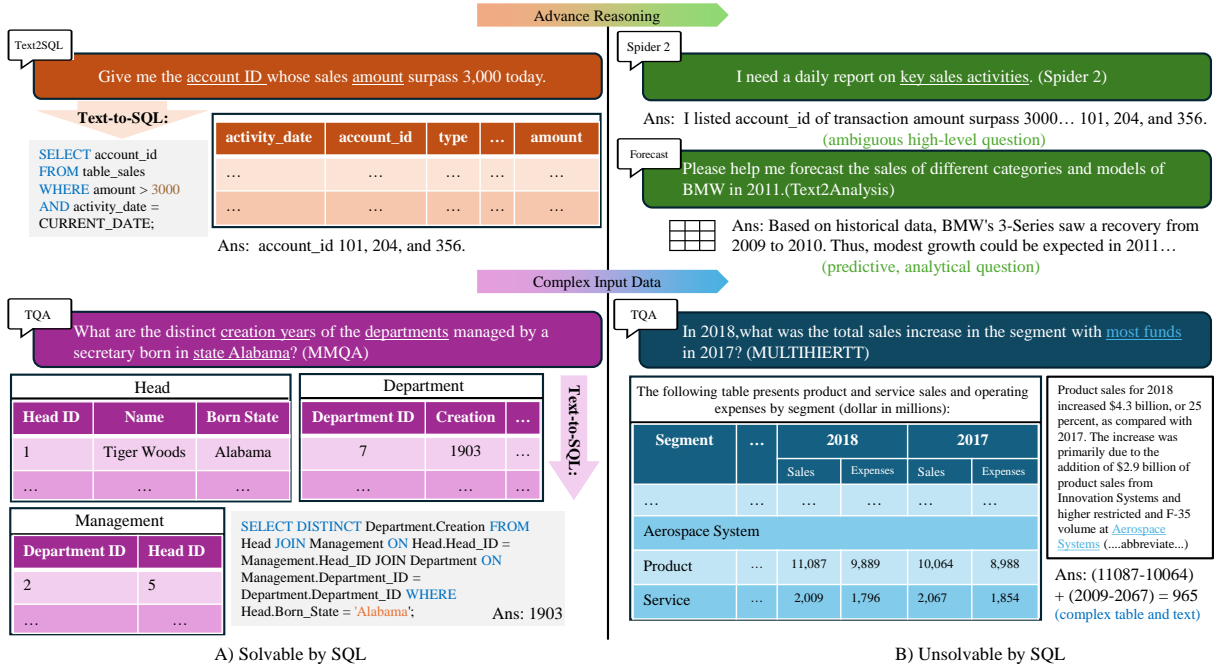 Advance Reasoning
Text2SQL
Give me the account ID whose sales amount surpass 3,000 today.
Text-to-SQL:
SELECT account_id
FROM table_sales
WHERE amount > 3000
AND activity_date =
CURRENT_DATE;
activity_date account_id type … amount
… … … …
… … … …
Ans: account_id 101, 204, and 356.
Spider 2
I need a daily report on key sales activities. (Spider 2)
Ans: I listed account_id of transaction amount surpass 3000… 101, 204, and 356.
(ambiguous high-level question)
Forecast
Please help me forecast the sales of different categories and models of
BMW in 2011.(Text2Analysis)
Ans: Based on historical data, BMW's 3-Series saw a recovery from
2009 to 2010. Thus, modest growth could be expected in 2011…
(predictive, analytical question)
Complex Input Data
TQA
What are the distinct creation years of the departments managed by a
secretary born in state Alabama? (MMQA)
Head
Head ID Name Born State
1 Tiger Woods Alabama
… … …
Department
Department ID Creation …
7 1903 …
… … …
Text-to-SQL:
Management
Department ID Head ID
2 5
… …
SELECT DISTINCT Department.Creation FROM
Head JOIN Management ON Head.Head_ID =
Management.Head_ID JOIN Department ON
Management.Department_ID =
Department.Department_ID WHERE
Head.Born_State = 'Alabama';
Ans: 1903
A) Solvable by SQL
TQA
In 2018,what was the total sales increase in the segment with most funds
in 2017? (MULTIHIERTT)
The following table presents product and service sales and operating
expenses by segment (dollar in millions):
Segment … 2018 2017
Sales Expenses Sales Expenses
… … … … … …
Aerospace System
Product … 11,087 9,889 10,064 8,988
Service … 2,009 1,796 2,067 1,854
Product sales for 2018
increased $4.3 billion, or 25
percent, as compared with
2017. The increase was
primarily due to the
addition of $2.9 billion of
product sales from
Innovation Systems and
higher restricted and F-35
volume at Aerospace
Systems (....abbreviate...)
Ans: (11087-10064)
+ (2009-2067) = 965
(complex table and text)
B) Unsolvable by SQL